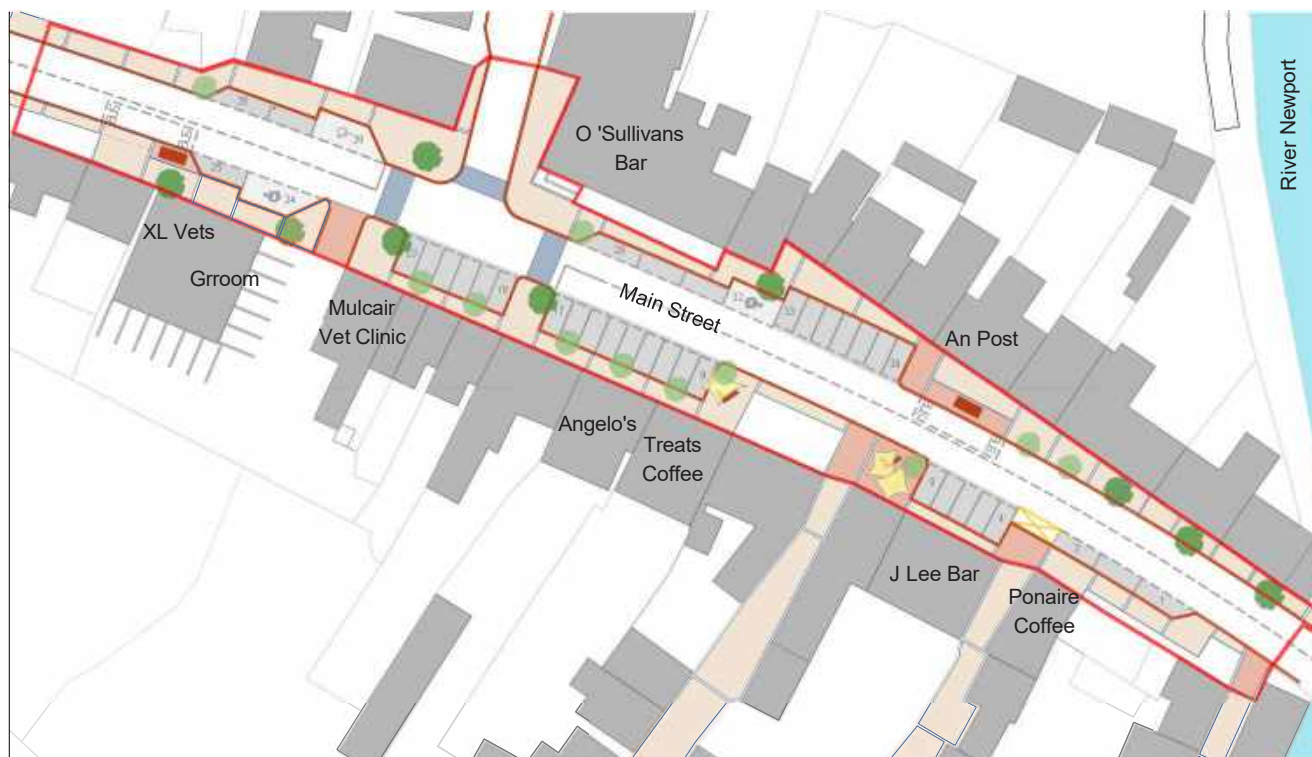 River Newport
O 'Sullivans
Bar
XL Vets
Grroom
Mulcair
Vet Clinic
Main Street
An Post
Angelo's
Treats
Coffee
J Lee Bar
Ponaire
Coffee